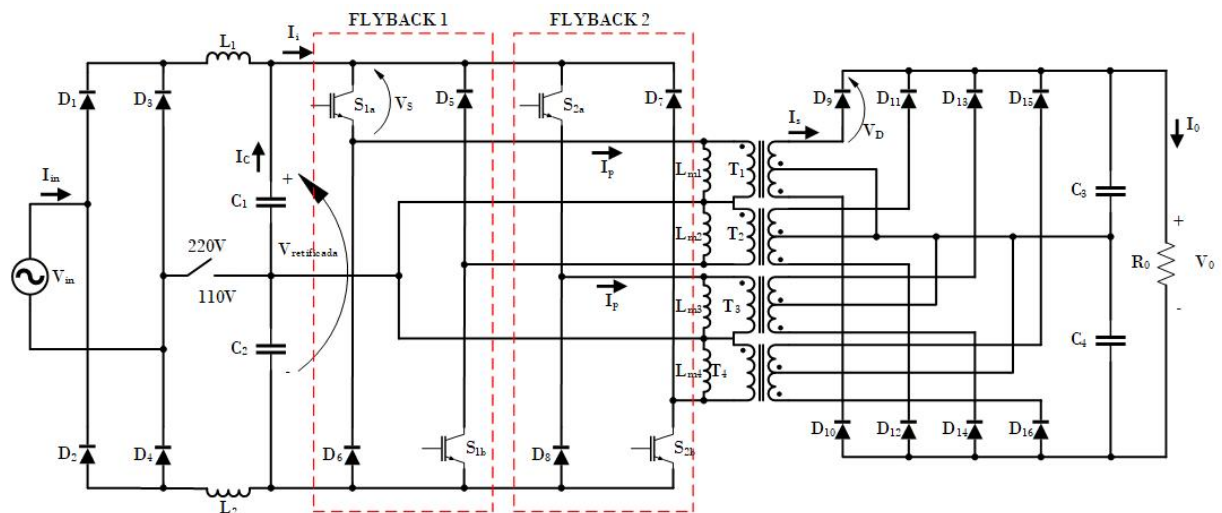 FLYBACK 1
FLYBACK 2
L1
Ii
D1
D3
S1a
VS
D5
S2a
D7
D9
D11
D13
D15
Is
VD
I0
Iin
IC
+
C1
Ip
Lm1
T1
C3
Vin
220V
110V
Vretificada
Lm2
T2
+
R0
V0
-
Ip
Lm3
T3
C2
-
Lm4
T4
C4
D2
D4
D6
S1b
D8
S2b
D10
D12
D14
D16
L2